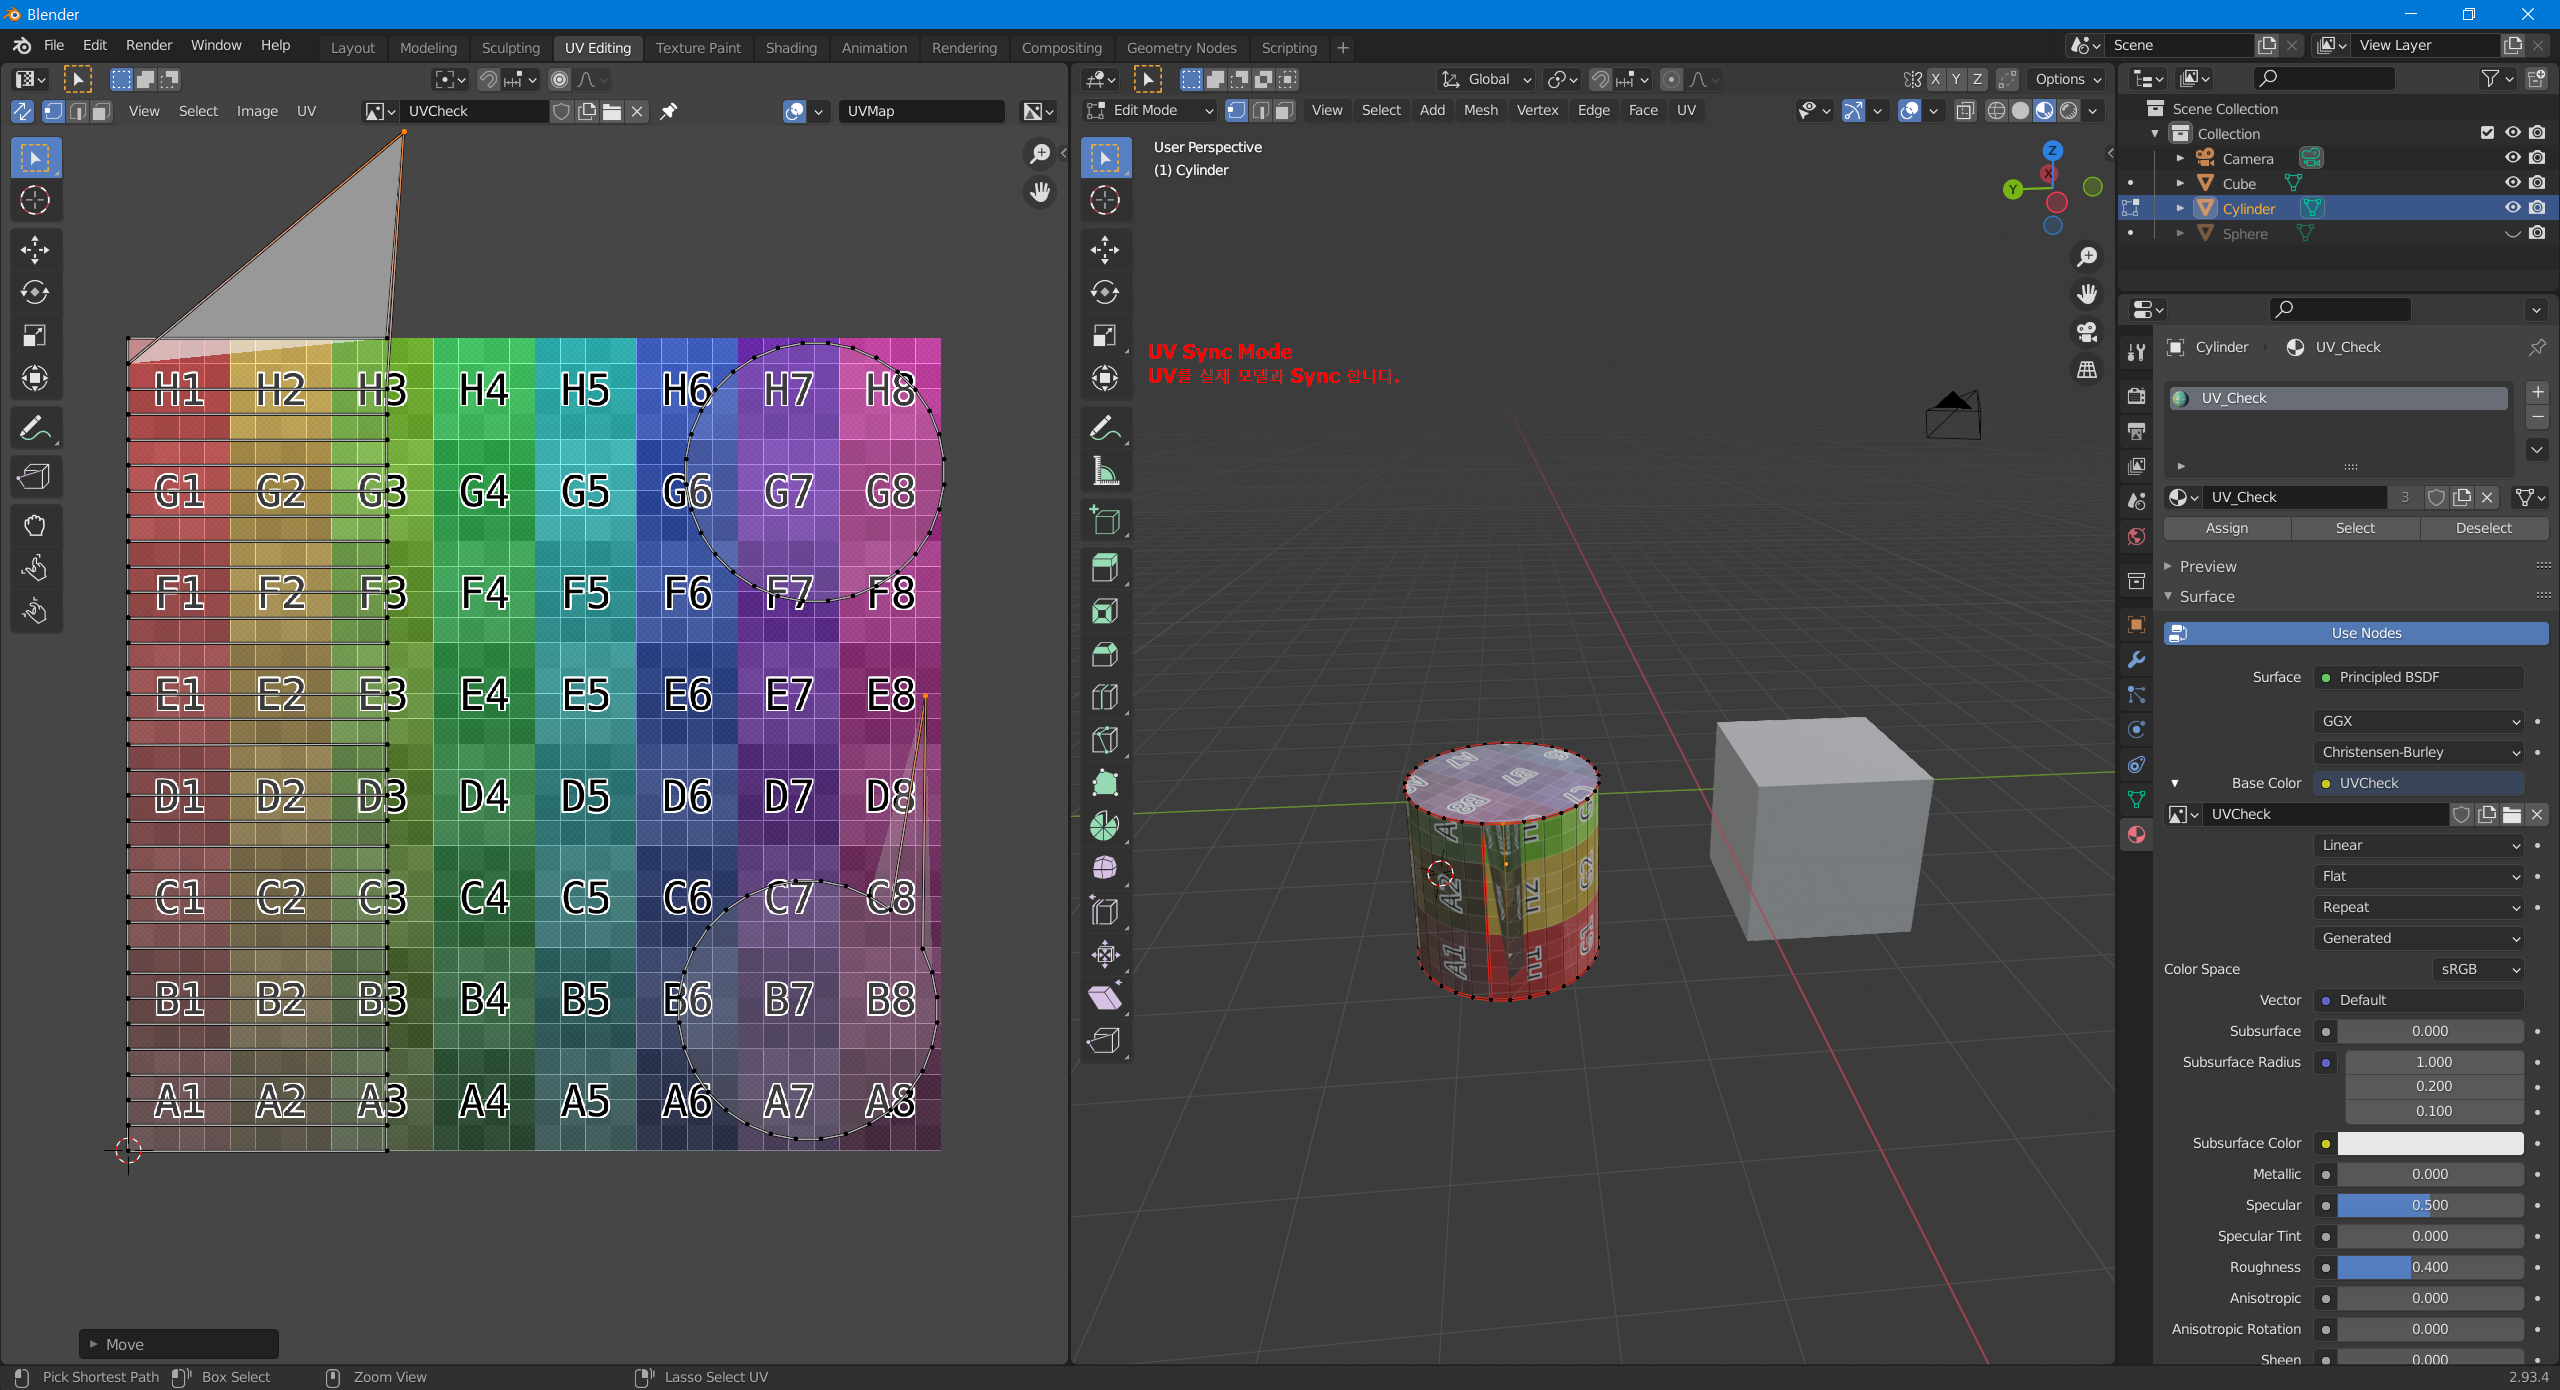 Blender
File Edit Render Window Help
Layout Modeling Sculpting UV Editing Texture Paint Shading Animation Rendering Compositing Geometry Nodes Scripting +
Scene
View Layer
View Select Image UV
UVCheck
UVMap
Global
X Y Z
Options
Edit Mode
View Select Add Mesh Vertex Edge Face UV
User Perspective
(1) Cylinder
Z
X
Y
UV Sync Mode
UV를 실제 모델과 Sync 합니다.
H1 H2 H3 H4 H5 H6 H7 H8
G1 G2 G3 G4 G5 G6 G7 G8
F1 F2 F3 F4 F5 F6 F7 F8
E1 E2 E3 E4 E5 E6 E7 E8
D1 D2 D3 D4 D5 D6 D7 D8
C1 C2 C3 C4 C5 C6 C7 C8
B1 B2 B3 B4 B5 B6 B7 B8
A1 A2 A3 A4 A5 A6 A7 A8
A2
A1
Move
Scene Collection
Collection
Camera
Cube
Cylinder
Sphere
Cylinder UV_Check
UV_Check
UV_Check 3
Assign Select Deselect
Preview
Surface
Use Nodes
Surface Principled BSDF
GGX
Christensen-Burley
Base Color UVCheck
UVCheck
Linear
Flat
Repeat
Generated
Color Space sRGB
Vector Default
Subsurface 0.000
Subsurface Radius 1.000
0.200
0.100
Subsurface Color
Metallic 0.000
Specular 0.500
Specular Tint 0.000
Roughness 0.400
Anisotropic 0.000
Anisotropic Rotation 0.000
Sheen 0.000
Pick Shortest Path Box Select Zoom View Lasso Select UV
2.93.4